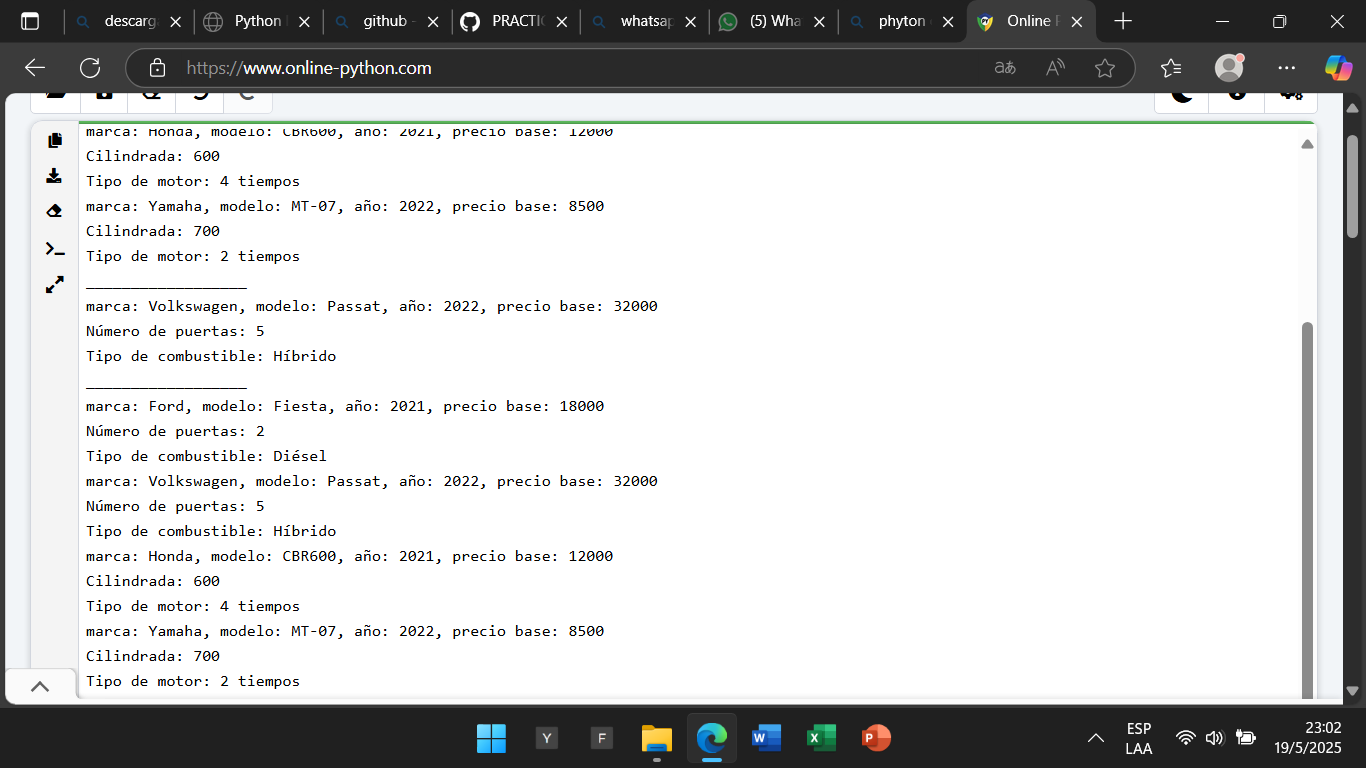 descarg
Python
github -
PRACTIC
whatsap
(5) Wha
phyton
Online P
https://www.online-python.com
marca: Honda, modelo: CBR600, año: 2021, precio base: 12000
Cilindrada: 600
Tipo de motor: 4 tiempos
marca: Yamaha, modelo: MT-07, año: 2022, precio base: 8500
Cilindrada: 700
Tipo de motor: 2 tiempos
__________________
marca: Volkswagen, modelo: Passat, año: 2022, precio base: 32000
Número de puertas: 5
Tipo de combustible: Híbrido
__________________
marca: Ford, modelo: Fiesta, año: 2021, precio base: 18000
Número de puertas: 2
Tipo de combustible: Diésel
marca: Volkswagen, modelo: Passat, año: 2022, precio base: 32000
Número de puertas: 5
Tipo de combustible: Híbrido
marca: Honda, modelo: CBR600, año: 2021, precio base: 12000
Cilindrada: 600
Tipo de motor: 4 tiempos
marca: Yamaha, modelo: MT-07, año: 2022, precio base: 8500
Cilindrada: 700
Tipo de motor: 2 tiempos
Y
F
W
X
P
ESP
LAA
23:02
19/5/2025